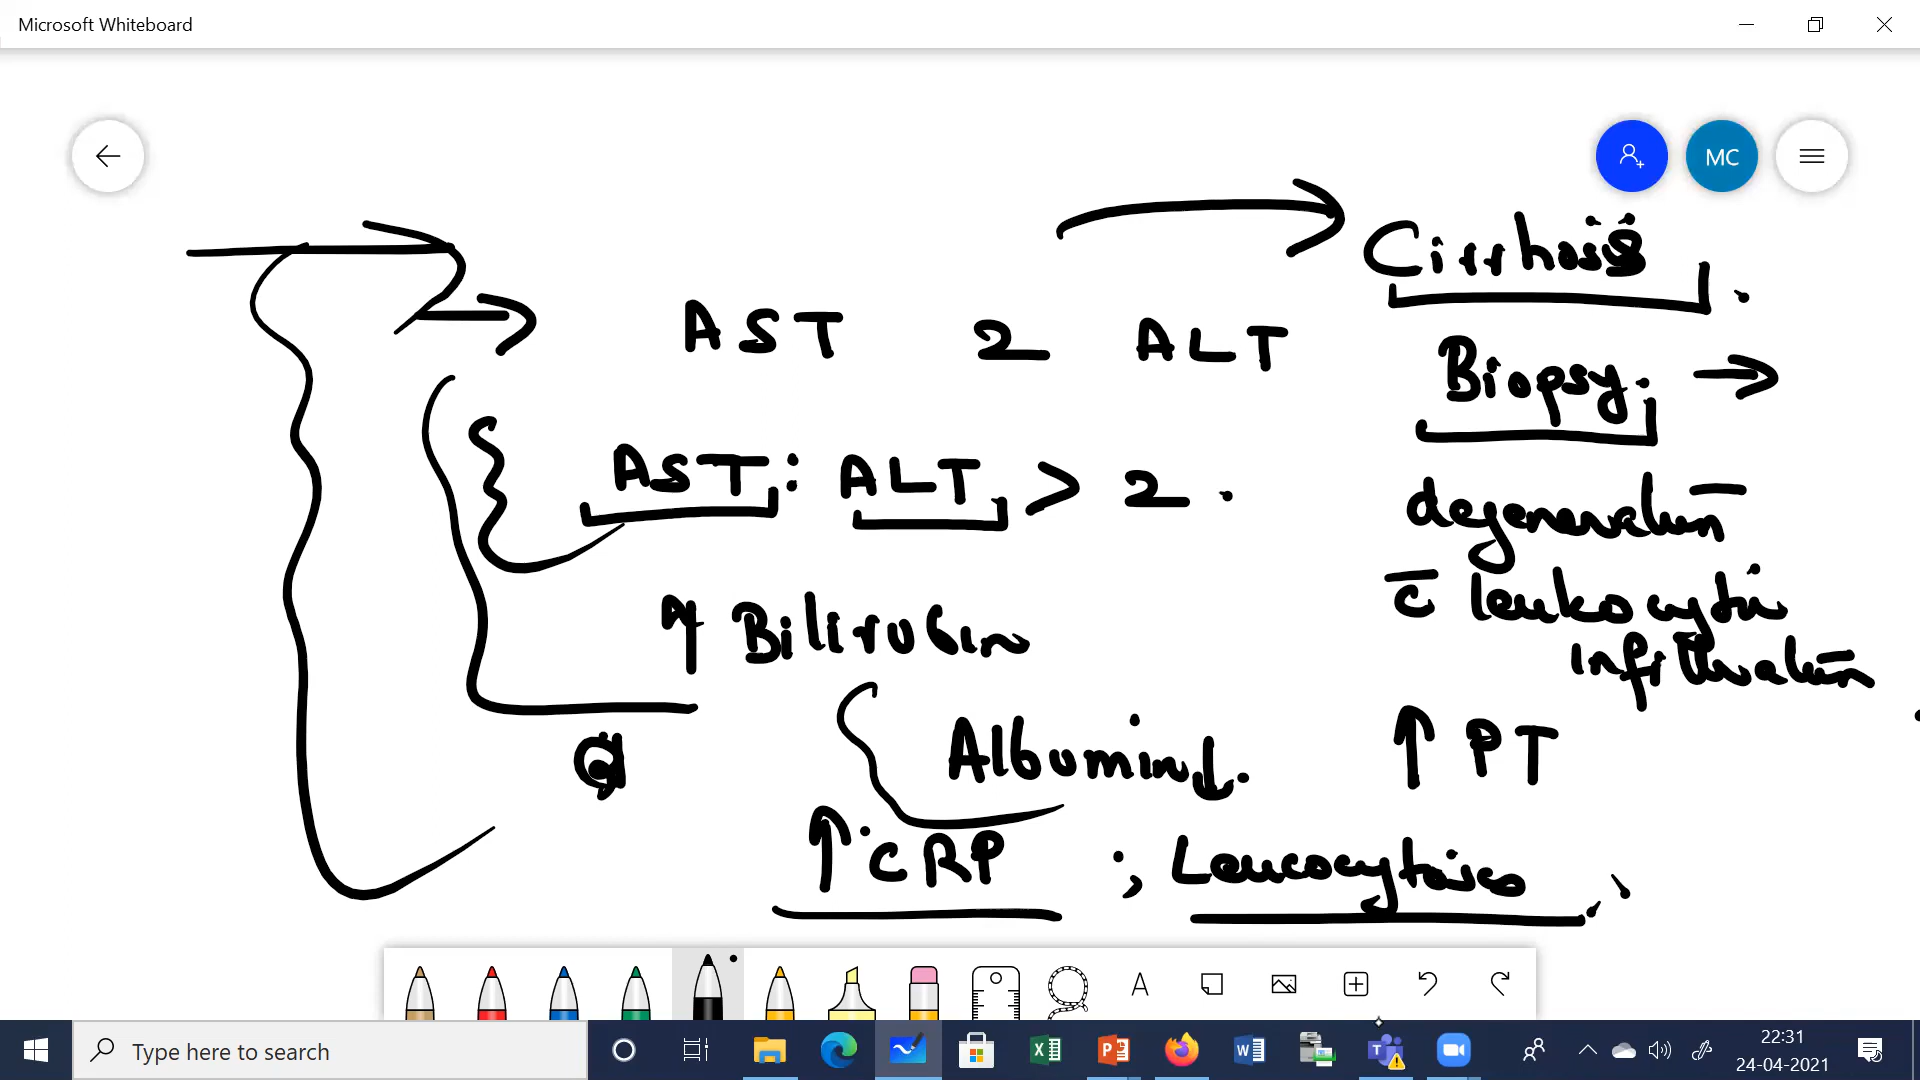 Microsoft Whiteboard
MC
Cirrhosis.
AST 2 ALT
Biopsy.
AST : ALT > 2.
degeneration
c̄ leukocytic
infiltration
↑ Bilirubin
Albumin ↓.
↑ PT
↑ CRP ; Leucocytosis
A
Type here to search
22:31
24-04-2021